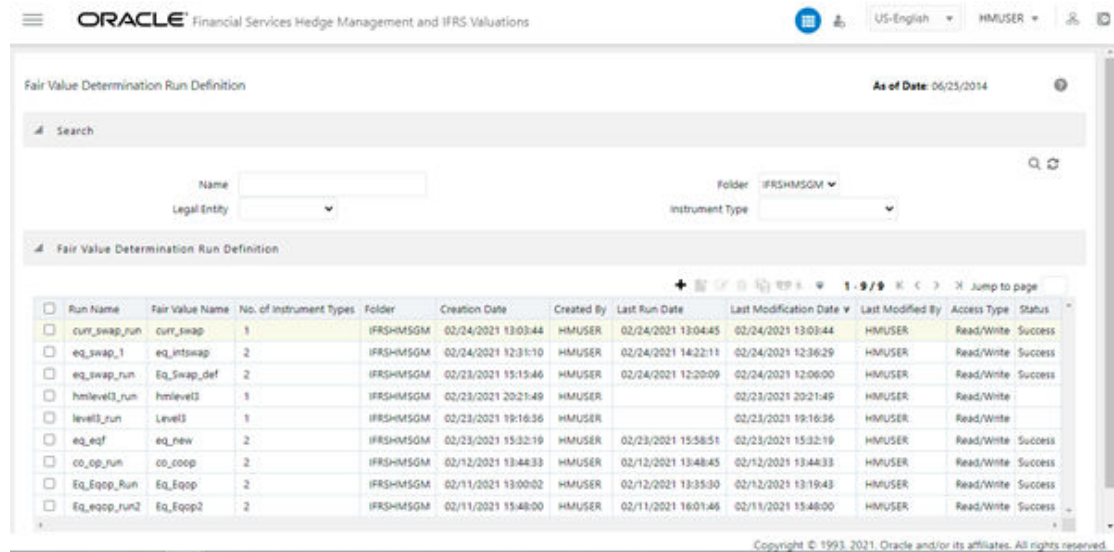 ORACLE Financial Services Hedge Management and IFRS Valuations US-English HMUSER
Fair Value Determination Run Definition As of Date: 06/25/2014
Search
Name Folder IFRSHMSGM
Legal Entity Instrument Type
Fair Value Determination Run Definition
1 - 9 / 9 Jump to page
Run Name Fair Value Name No. of Instrument Types Folder Creation Date Created By Last Run Date Last Modification Date Last Modified By Access Type Status
curr_swap_run curr_swap 1 IFRSHMSGM 02/24/2021 13:03:44 HMUSER 02/24/2021 13:04:45 02/24/2021 13:03:44 HMUSER Read/Write Success
eq_swap_1 eq_intswap 2 IFRSHMSGM 02/24/2021 12:31:10 HMUSER 02/24/2021 14:22:11 02/24/2021 12:36:29 HMUSER Read/Write Success
eq_swap_run Eq_Swap_def 2 IFRSHMSGM 02/23/2021 15:15:46 HMUSER 02/24/2021 12:20:09 02/24/2021 12:06:00 HMUSER Read/Write Success
hmlevel3_run hmlevel3 1 IFRSHMSGM 02/23/2021 20:21:49 HMUSER 02/23/2021 20:21:49 HMUSER Read/Write
level3_run Level3 1 IFRSHMSGM 02/23/2021 19:16:36 HMUSER 02/23/2021 19:16:36 HMUSER Read/Write
eq_eqf eq_new 2 IFRSHMSGM 02/23/2021 15:32:19 HMUSER 02/23/2021 15:58:51 02/23/2021 15:32:19 HMUSER Read/Write Success
co_op_run co_coop 2 IFRSHMSGM 02/12/2021 13:44:33 HMUSER 02/12/2021 13:48:45 02/12/2021 13:44:33 HMUSER Read/Write Success
Eq_Eqop_Run Eq_Eqop 2 IFRSHMSGM 02/11/2021 13:00:02 HMUSER 02/12/2021 13:35:30 02/12/2021 13:19:43 HMUSER Read/Write Success
Eq_eqop_run2 Eq_Eqop2 2 IFRSHMSGM 02/11/2021 15:48:00 HMUSER 02/11/2021 16:01:46 02/11/2021 15:48:00 HMUSER Read/Write Success
Copyright © 1993, 2021, Oracle and/or its affiliates. All rights reserved.